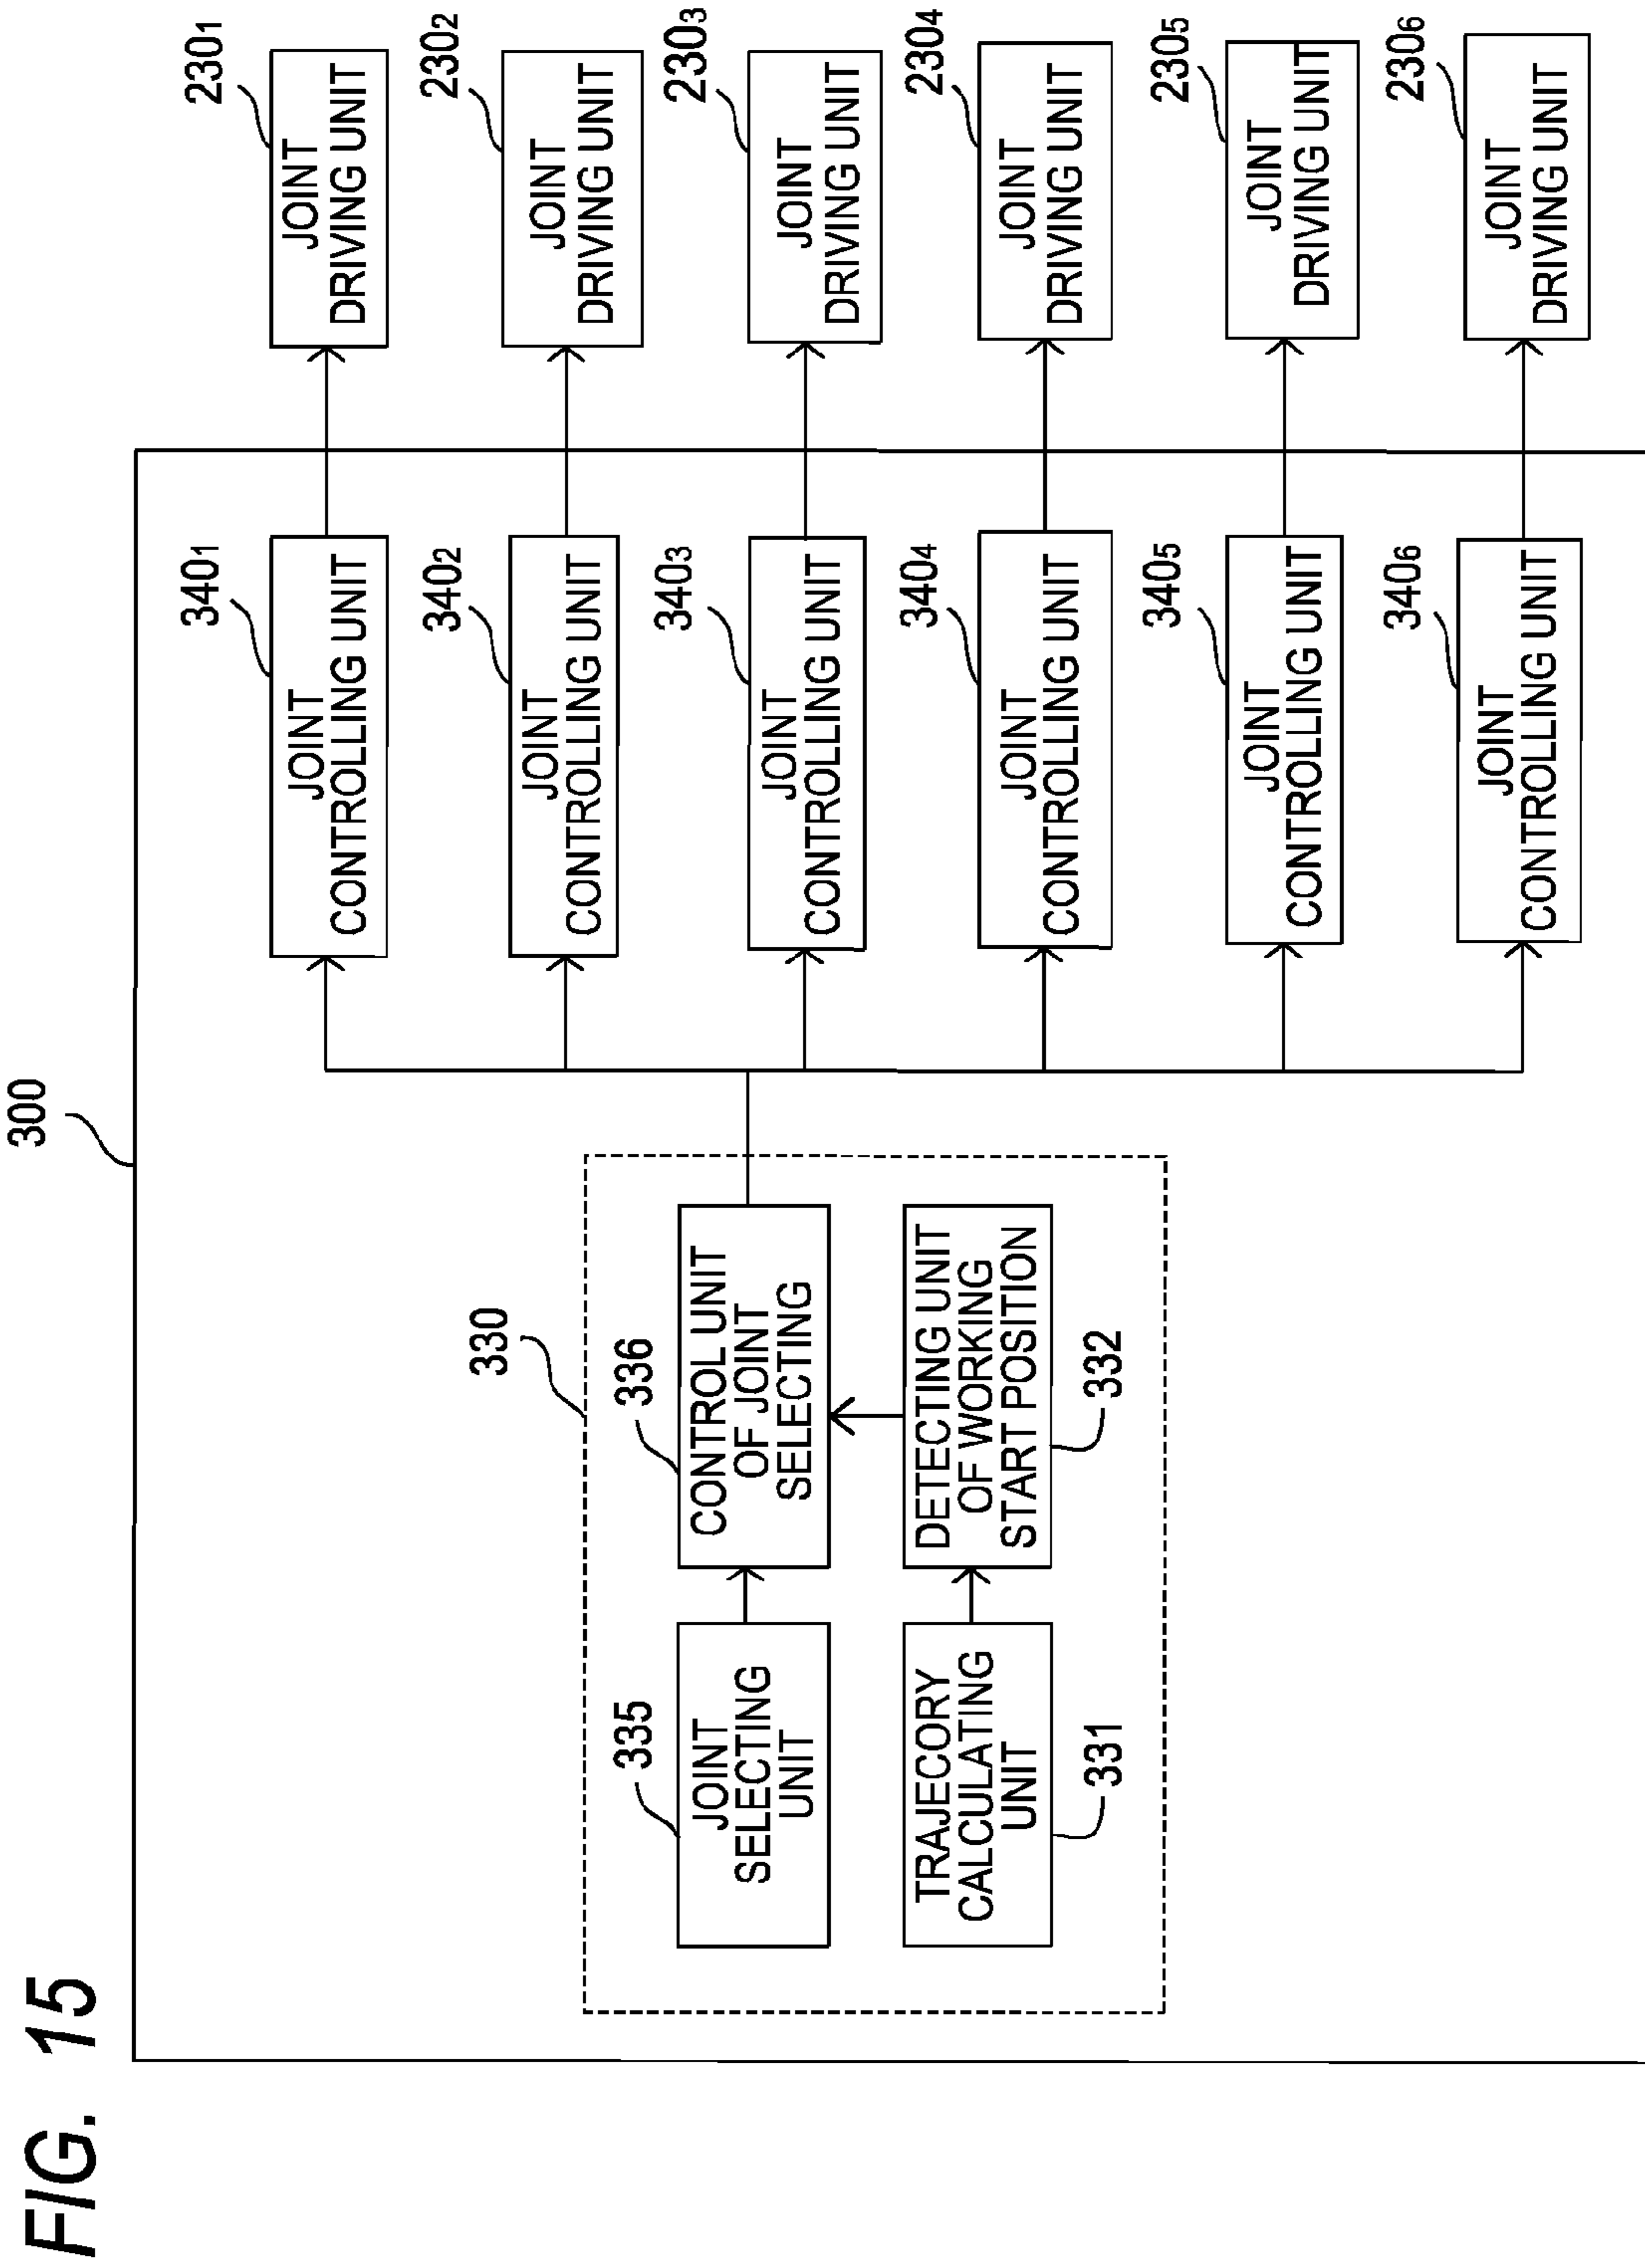 FIG. 15
300
330
335
JOINT
SELECTING
UNIT
336
CONTROL UNIT
OF JOINT
SELECTING
TRAJECORY
CALCULATING
UNIT
331
DETECTING UNIT
OF WORKING
START POSITION
332
340₁
JOINT
CONTROLLING UNIT
230₁
JOINT
DRIVING UNIT
340₂
JOINT
CONTROLLING UNIT
230₂
JOINT
DRIVING UNIT
340₃
JOINT
CONTROLLING UNIT
230₃
JOINT
DRIVING UNIT
340₄
JOINT
CONTROLLING UNIT
230₄
JOINT
DRIVING UNIT
340₅
JOINT
CONTROLLING UNIT
230₅
JOINT
DRIVING UNIT
340₆
JOINT
CONTROLLING UNIT
230₆
JOINT
DRIVING UNIT